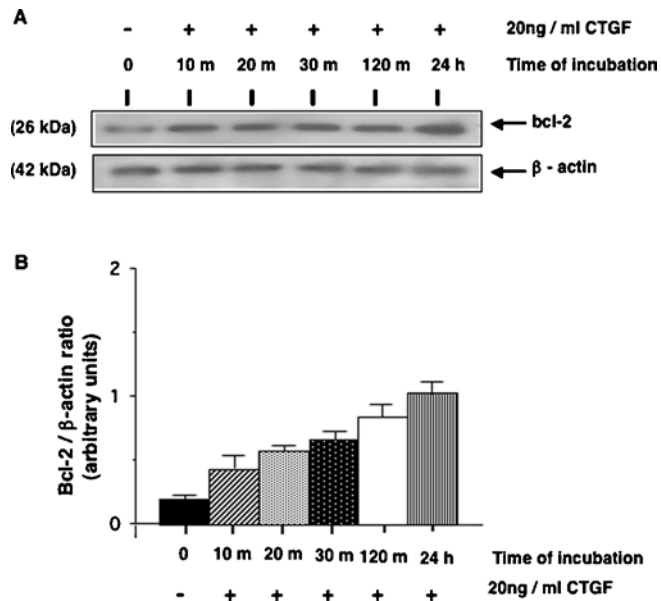 A
- + + + + + 20ng / ml CTGF
0 10 m 20 m 30 m 120 m 24 h Time of incubation
(26 kDa) bcl-2
(42 kDa) β - actin
B
Bcl-2 / β-actin ratio
(arbitrary units)
2
1
0
0 10 m 20 m 30 m 120 m 24 h Time of incubation
- + + + + + 20ng / ml CTGF